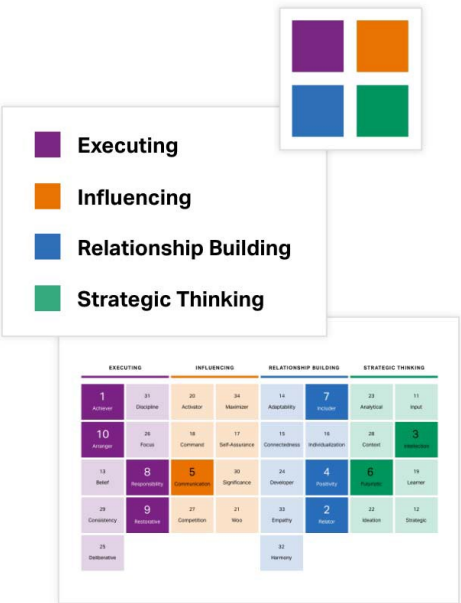 Executing
Influencing
Relationship Building
Strategic Thinking
EXECUTING INFLUENCING RELATIONSHIP BUILDING STRATEGIC THINKING
1 31 20 34 14 7 23 11
Achiever Discipline Activator Maximizer Adaptability Includer Analytical Input
10 26 18 17 15 19 28 3
Arranger Focus Command Self-Assurance Connectedness Individualization Context Intellection
13 8 5 30 24 4 6 19
Belief Responsibility Communication Significance Developer Positivity Futuristic Learner
29 9 27 21 33 2 22 12
Consistency Restorative Competition Woo Empathy Relator Ideation Strategic
25 32
Deliberative Harmony